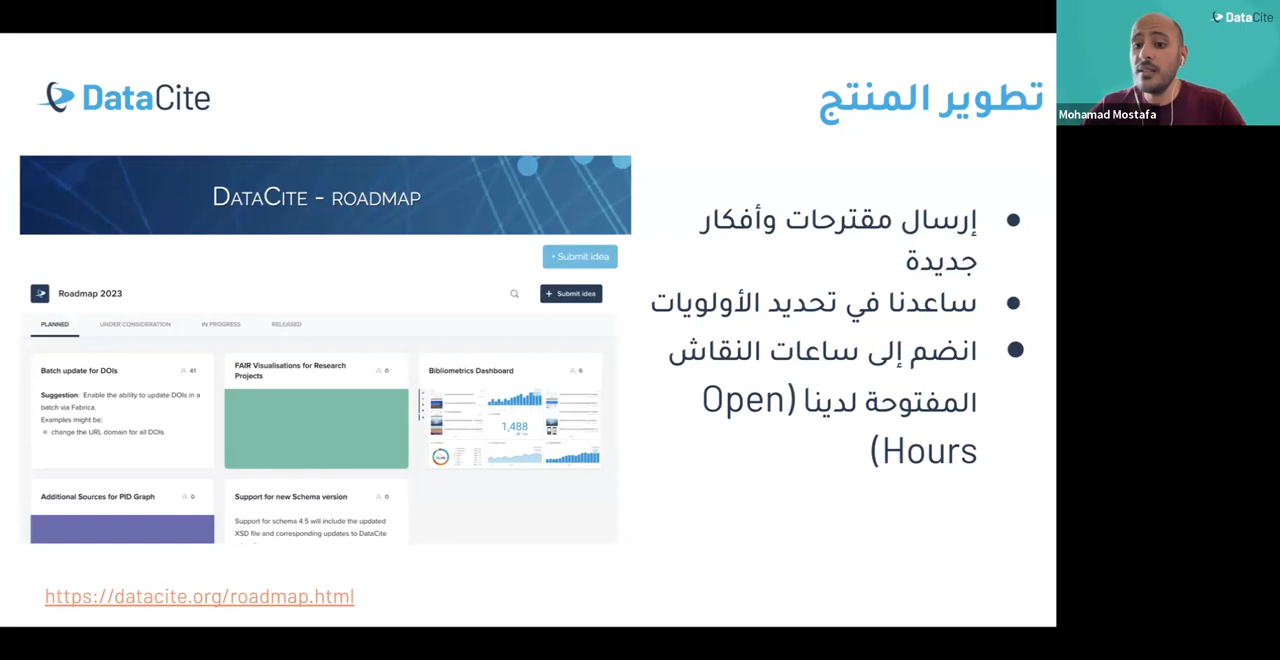 DataCite
تطوير المنتج
DataCite
Mohamad Mostafa
DATACITE - ROADMAP
+ Submit idea
Roadmap 2023
+ Submit idea
PLANNED UNDER CONSIDERATION IN PROGRESS RELEASED
Batch update for DOIs 41
Suggestion: Enable the ability to update DOIs in a
batch via Fabrica.
Examples might be:
change the URL domain for all DOIs
FAIR Visualisations for Research
Projects 0
Bibliometrics Dashboard 6
1,488
Additional Sources for PID Graph 0
Support for new Schema version 0
Support for schema 4.5 will include the updated
XSD file and corresponding updates to DataCite
إرسال مقترحات وأفكار
جديدة
ساعدنا في تحديد الأولويات
انضم إلى ساعات النقاش
المفتوحة لدينا (Open
Hours)
https://datacite.org/roadmap.html